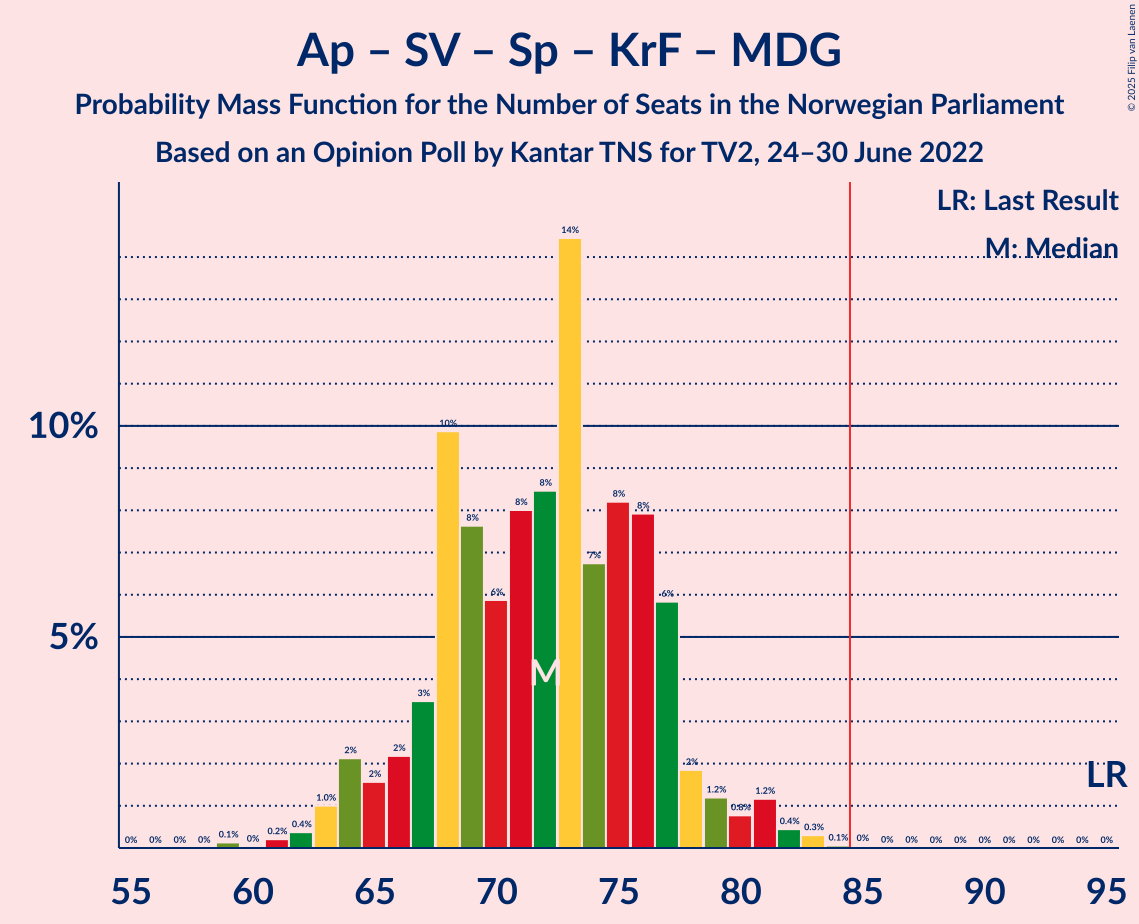 Ap – SV – Sp – KrF – MDG
Probability Mass Function for the Number of Seats in the Norwegian Parliament
Based on an Opinion Poll by Kantar TNS for TV2, 24–30 June 2022
© 2025 Filip van Laenen
LR: Last Result
M: Median
10%
5%
0% 0% 0% 0% 0.1% 0% 0.2% 0.4% 1.0% 2% 2% 2% 3% 10% 8% 6% 8% 8% 14% 7% 8% 8% 6% 2% 1.2% 0.8% 1.2% 0.4% 0.3% 0.1% 0% 0% 0% 0% 0% 0% 0% 0% 0% 0% 0%
M
LR
55 60 65 70 75 80 85 90 95